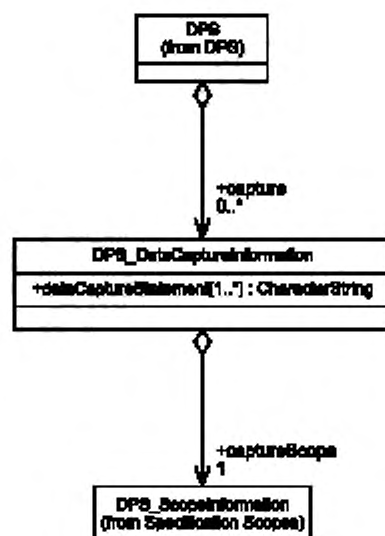 DPS
(from DPS)
+capture
0..*
DPS_DataCaptureInformation
+dataCaptureStatement[1..*] : CharacterString
+captureScope
1
DPS_ScopeInformation
(from Specification Scopes)